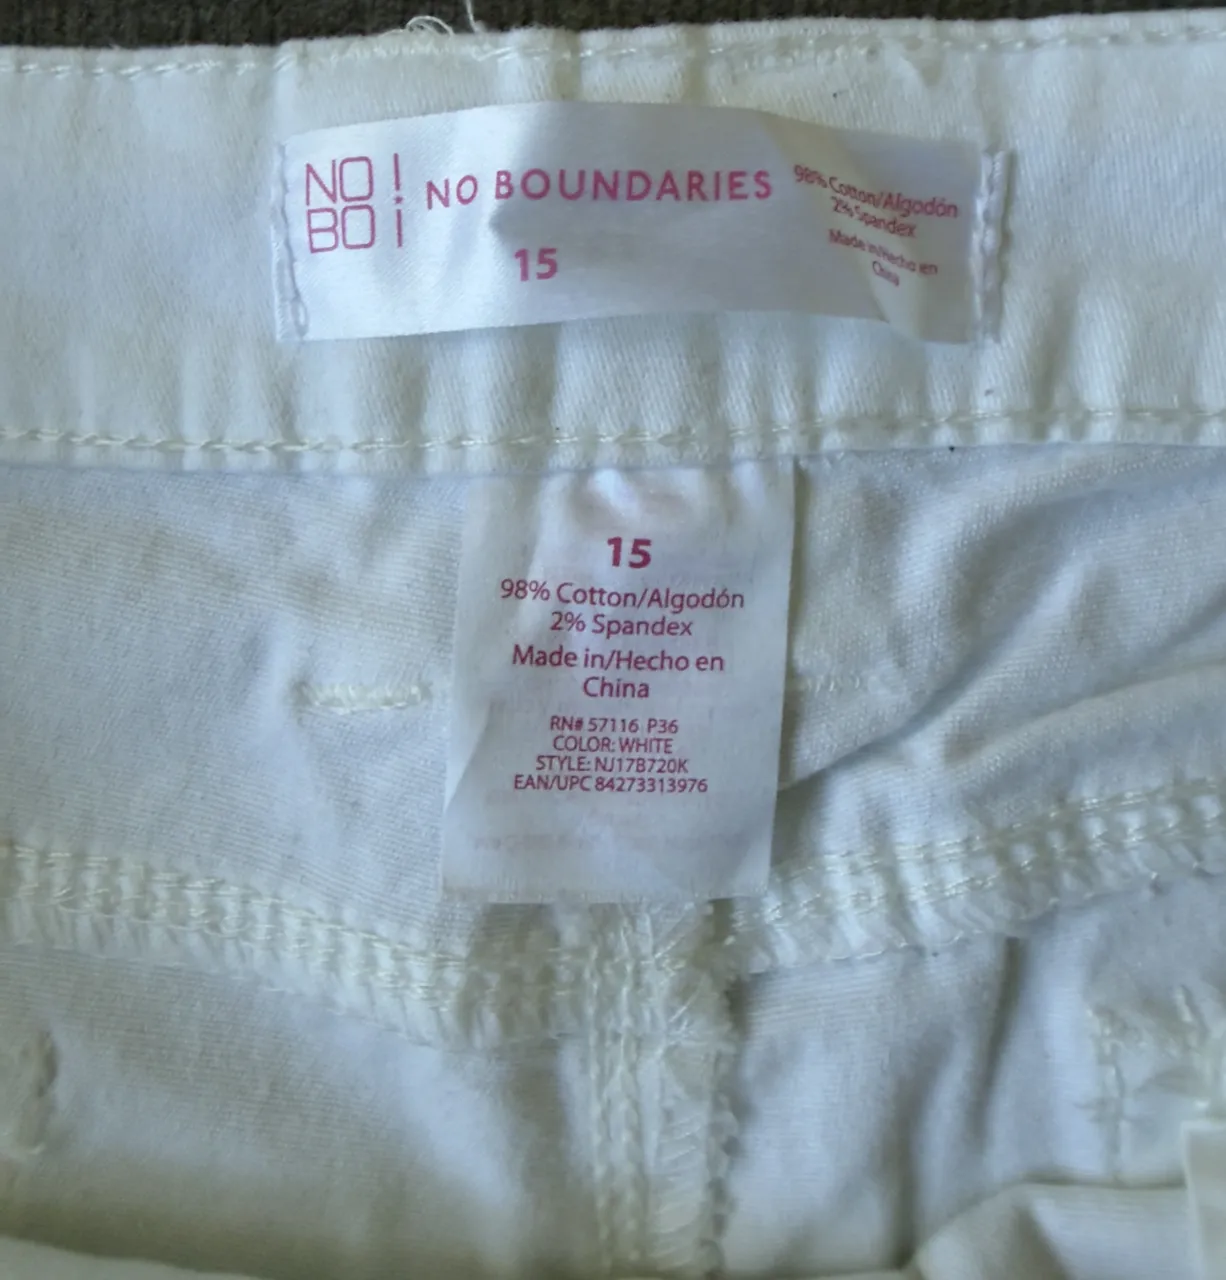 NO!
BO¡
NO BOUNDARIES
15
98% Cotton/Algodón
2% Spandex
Made in/Hecho en
China
15
98% Cotton/Algodón
2% Spandex
Made in/Hecho en
China
RN# 57116 P36
COLOR: WHITE
STYLE: NJ17B720K
EAN/UPC 84273313976